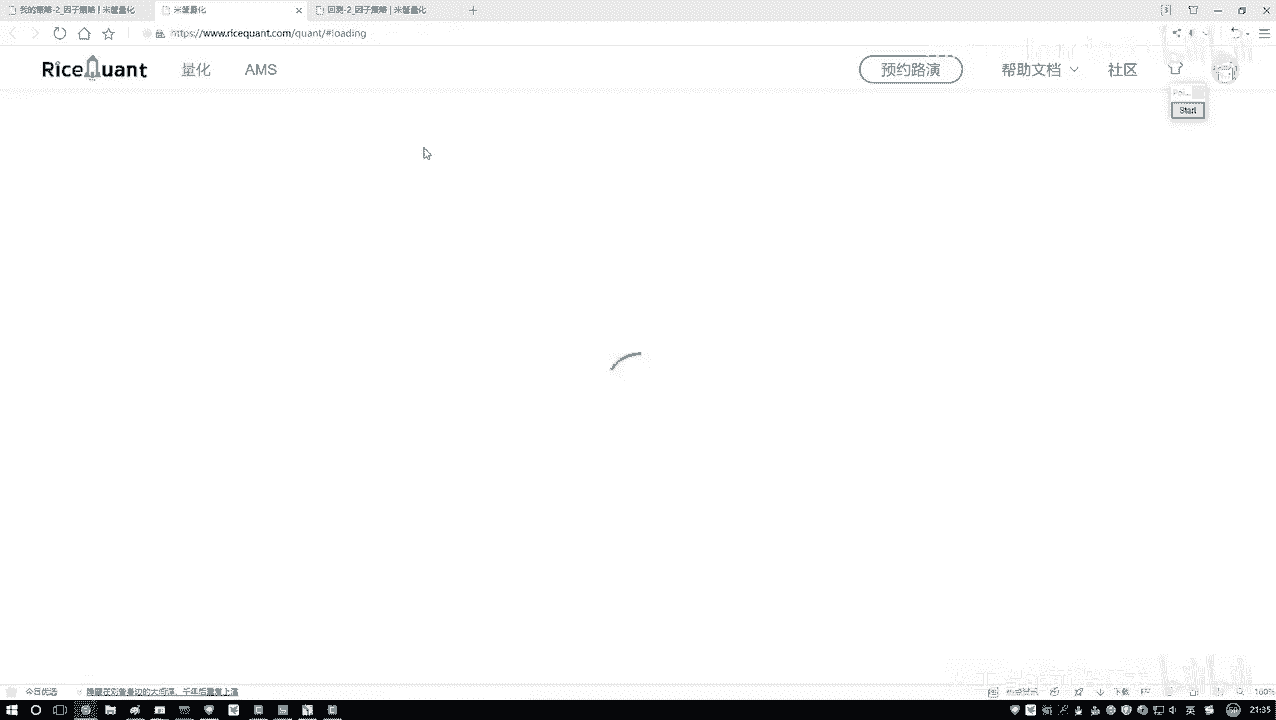 我的策略-2_因子策略 | 米筐量化
米筐量化
回测-2_因子策略 | 米筐量化
https://www.ricequant.com/quant/#loading
RiceQuant
量化
AMS
预约路演
帮助文档
社区
Start
今日优选
100%
英
21:35